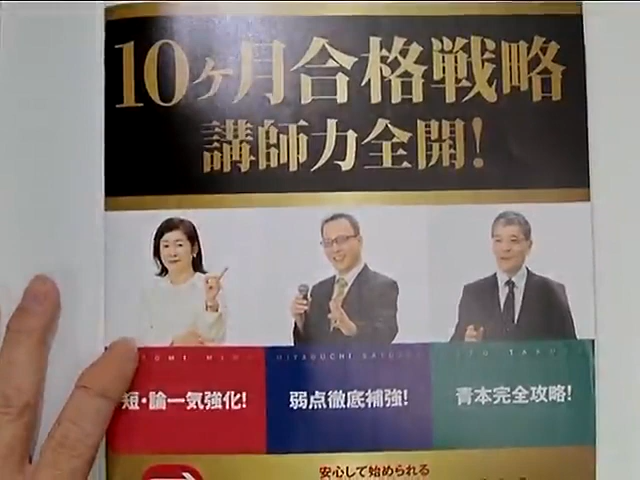 10ヶ月合格戦略
講師力全開!
短・論一気強化!
弱点徹底補強!
青本完全攻略!
安心して始められる